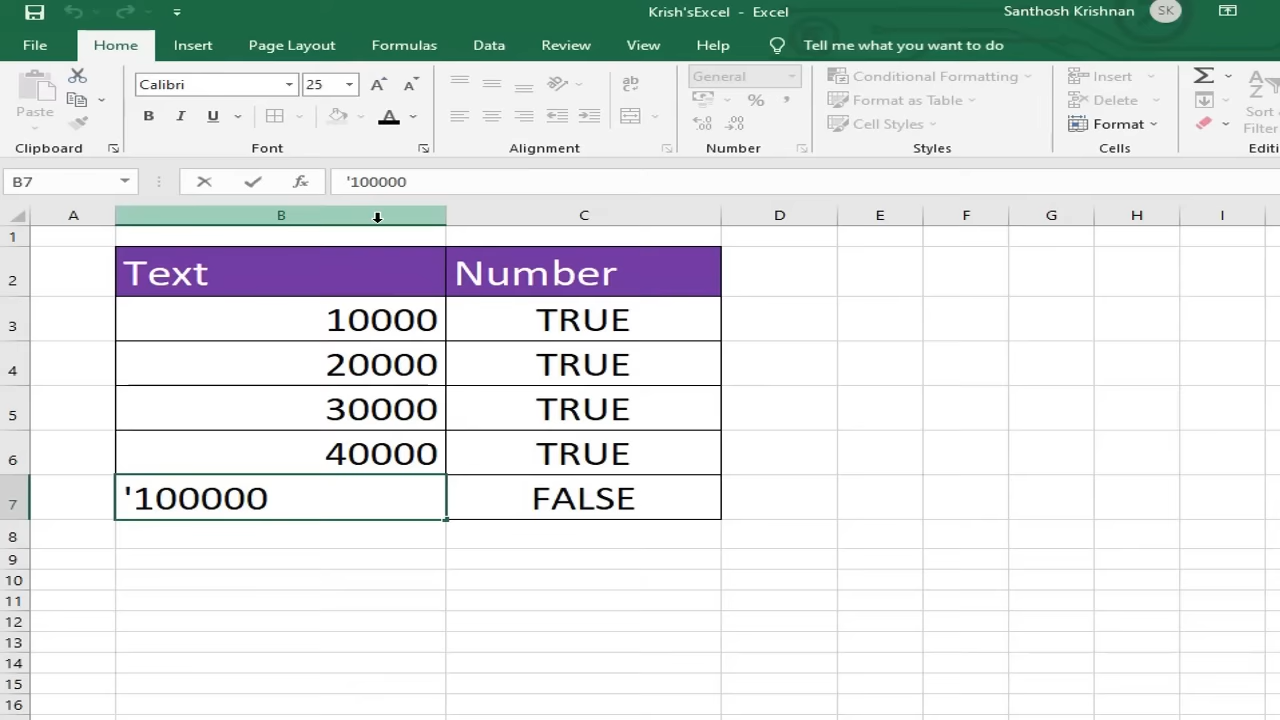 Krish'sExcel - Excel
Santhosh Krishnan SK
File Home Insert Page Layout Formulas Data Review View Help Tell me what you want to do
Calibri 25 General Conditional Formatting Insert
Paste Format as Table Delete Sort
B I U A % , Cell Styles Format Filter
Clipboard Font Alignment Number Styles Cells Editi
B7 fx '100000
A B C D E F G H I
1
2 Text Number
3 10000 TRUE
4 20000 TRUE
5 30000 TRUE
6 40000 TRUE
7 '100000 FALSE
8
9
10
11
12
13
14
15
16